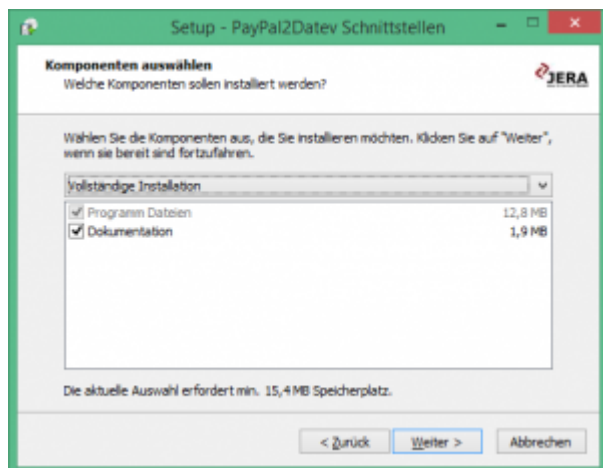 Setup - PayPal2Datev Schnittstellen
Komponenten auswählen
Welche Komponenten sollen installiert werden?
JERA
Wählen Sie die Komponenten aus, die Sie installieren möchten. Klicken Sie auf "Weiter",
wenn sie bereit sind fortzufahren.
Vollständige Installation
Programm Dateien 12,8 MB
Dokumentation 1,9 MB
Die aktuelle Auswahl erfordert min. 15,4 MB Speicherplatz.
< Zurück Weiter > Abbrechen